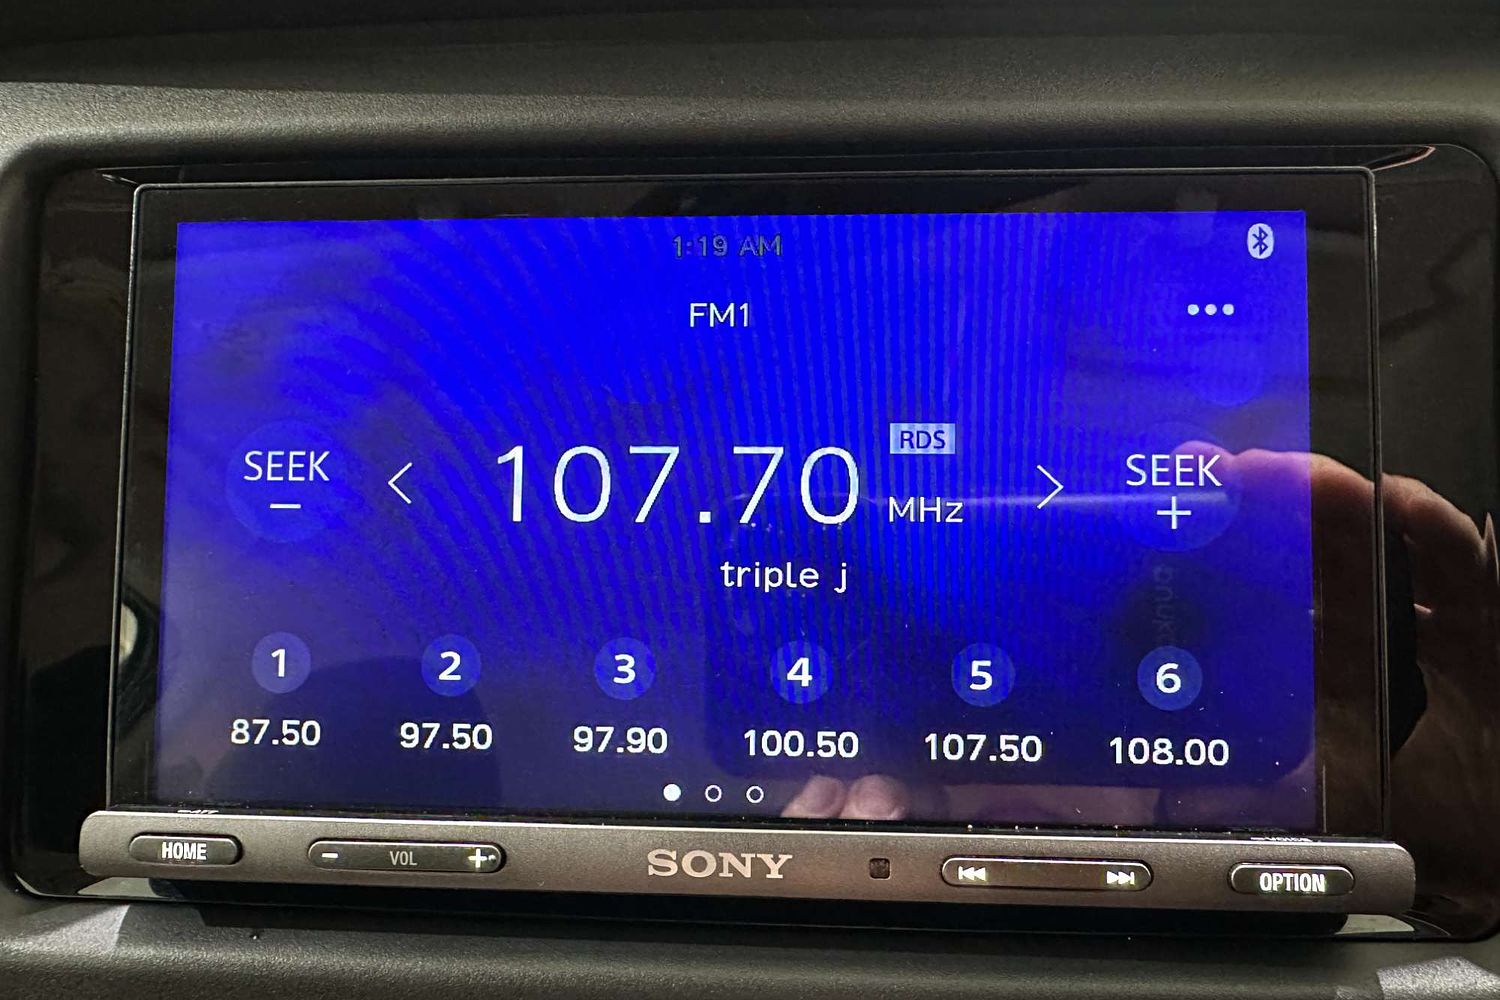 1:19 AM
FM1
SEEK
−
107.70
RDS
MHz
SEEK
+
triple j
1
2
3
4
5
6
87.50
97.50
97.90
100.50
107.50
108.00
HOME
− VOL +
SONY
OPTION